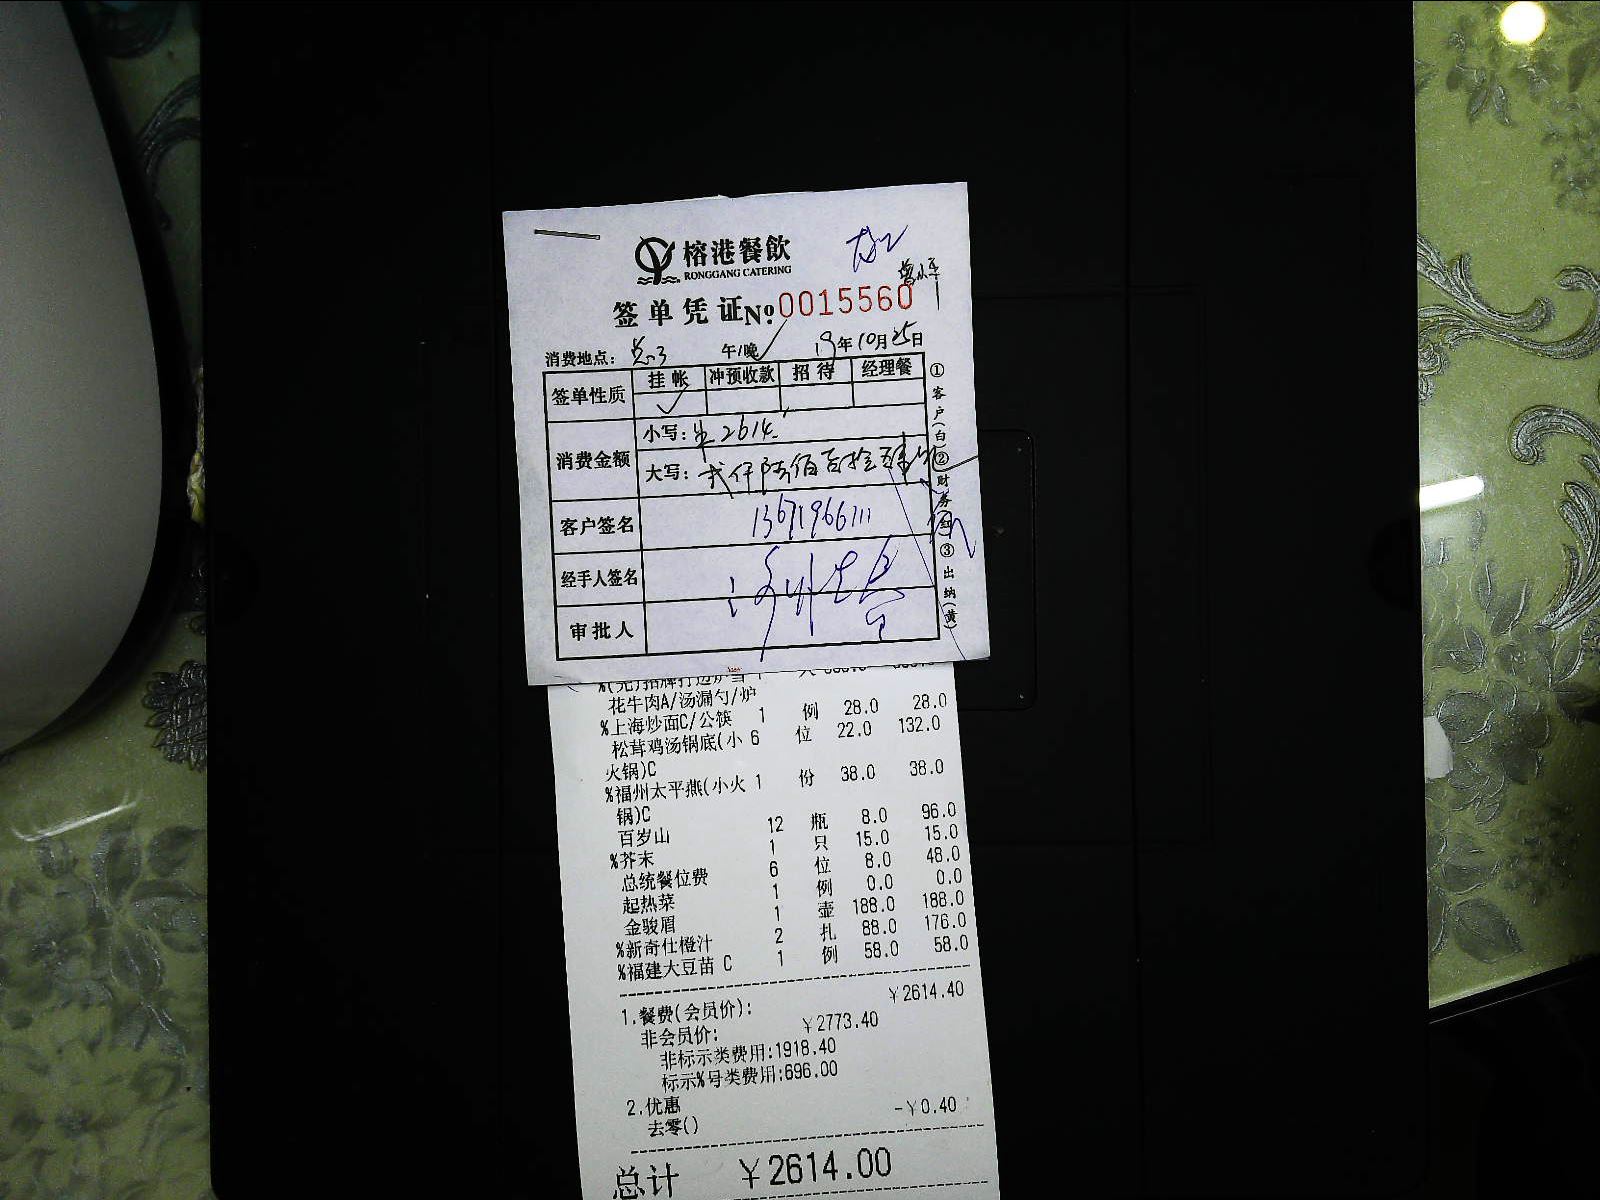 榕港餐飲
RONGGANG CATERING
签单凭证 Nº 0015560
消费地点: 午/晚✓ 19年10月25日
签单性质 挂帐 冲预收款 招待 经理餐
✓
消费金额 小写: 2614
大写: 贰仟陆佰
客户签名 13671966111
经手人签名
审批人
①客户(白)②财务(红)③出纳(黄)
花牛肉A/汤漏勺/炉
%上海炒面C/公筷 1 例 28.0 28.0
松茸鸡汤锅底(小 6 位 22.0 132.0
火锅)C
%福州太平燕(小火 1 份 38.0 38.0
锅)C
百岁山 12 瓶 8.0 96.0
%芥末 1 只 15.0 15.0
总统餐位费 6 位 8.0 48.0
起热菜 1 例 0.0 0.0
金骏眉 1 壶 188.0 188.0
%新奇仕橙汁 2 扎 88.0 176.0
%福建大豆苗 C 1 例 58.0 58.0
1.餐费(会员价): ¥2614.40
非会员价: ¥2773.40
非标示类费用:1918.40
标示%号类费用:696.00
2.优惠 -¥0.40
去零()
总计 ¥2614.00